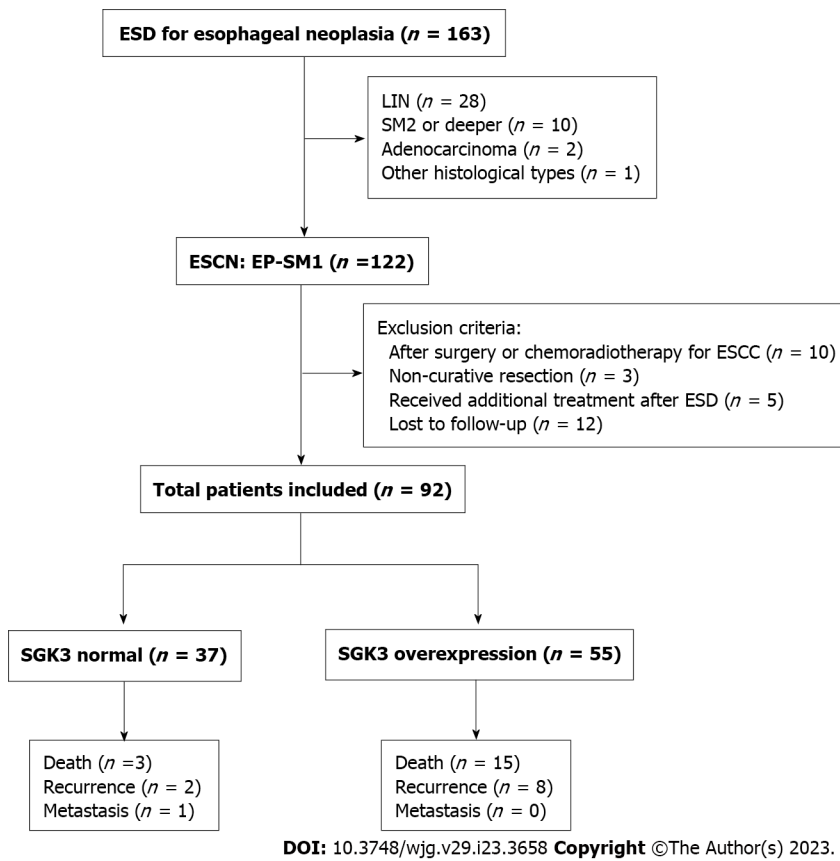 ESD for esophageal neoplasia (n = 163)
LIN (n = 28)
SM2 or deeper (n = 10)
Adenocarcinoma (n = 2)
Other histological types (n = 1)
ESCN: EP-SM1 (n =122)
Exclusion criteria:
After surgery or chemoradiotherapy for ESCC (n = 10)
Non-curative resection (n = 3)
Received additional treatment after ESD (n = 5)
Lost to follow-up (n = 12)
Total patients included (n = 92)
SGK3 normal (n = 37)
SGK3 overexpression (n = 55)
Death (n =3)
Recurrence (n = 2)
Metastasis (n = 1)
Death (n = 15)
Recurrence (n = 8)
Metastasis (n = 0)
DOI: 10.3748/wjg.v29.i23.3658 Copyright ©The Author(s) 2023.